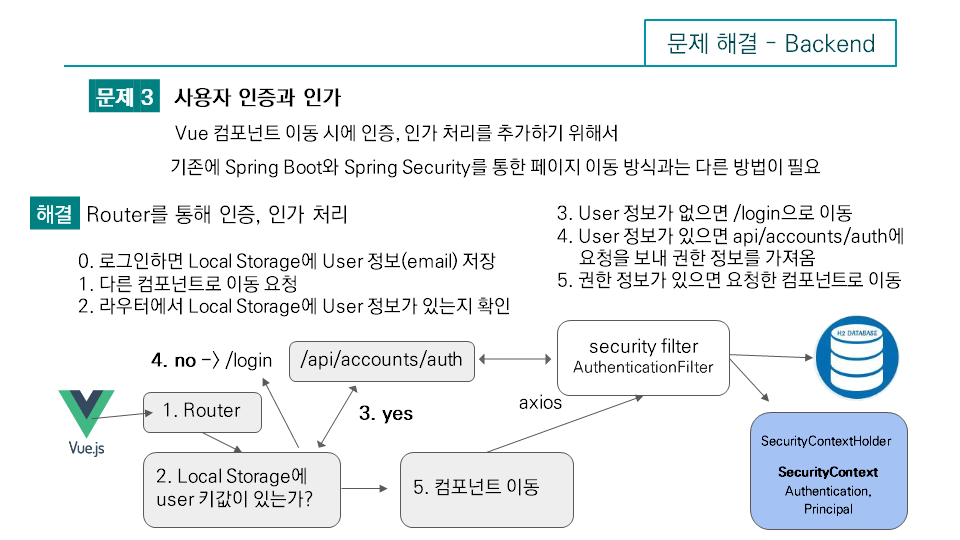 문제 해결 - Backend
문제 3 사용자 인증과 인가
Vue 컴포넌트 이동 시에 인증, 인가 처리를 추가하기 위해서
기존에 Spring Boot와 Spring Security를 통한 페이지 이동 방식과는 다른 방법이 필요
해결 Router를 통해 인증, 인가 처리
0. 로그인하면 Local Storage에 User 정보(email) 저장
1. 다른 컴포넌트로 이동 요청
2. 라우터에서 Local Storage에 User 정보가 있는지 확인
3. User 정보가 없으면 /login으로 이동
4. User 정보가 있으면 api/accounts/auth에
요청을 보내 권한 정보를 가져옴
5. 권한 정보가 있으면 요청한 컴포넌트로 이동
4. no -> /login
/api/accounts/auth
security filter
AuthenticationFilter
H2 DATABASE
Vue.js
1. Router
3. yes
axios
2. Local Storage에
user 키값이 있는가?
5. 컴포넌트 이동
SecurityContextHolder
SecurityContext
Authentication,
Principal